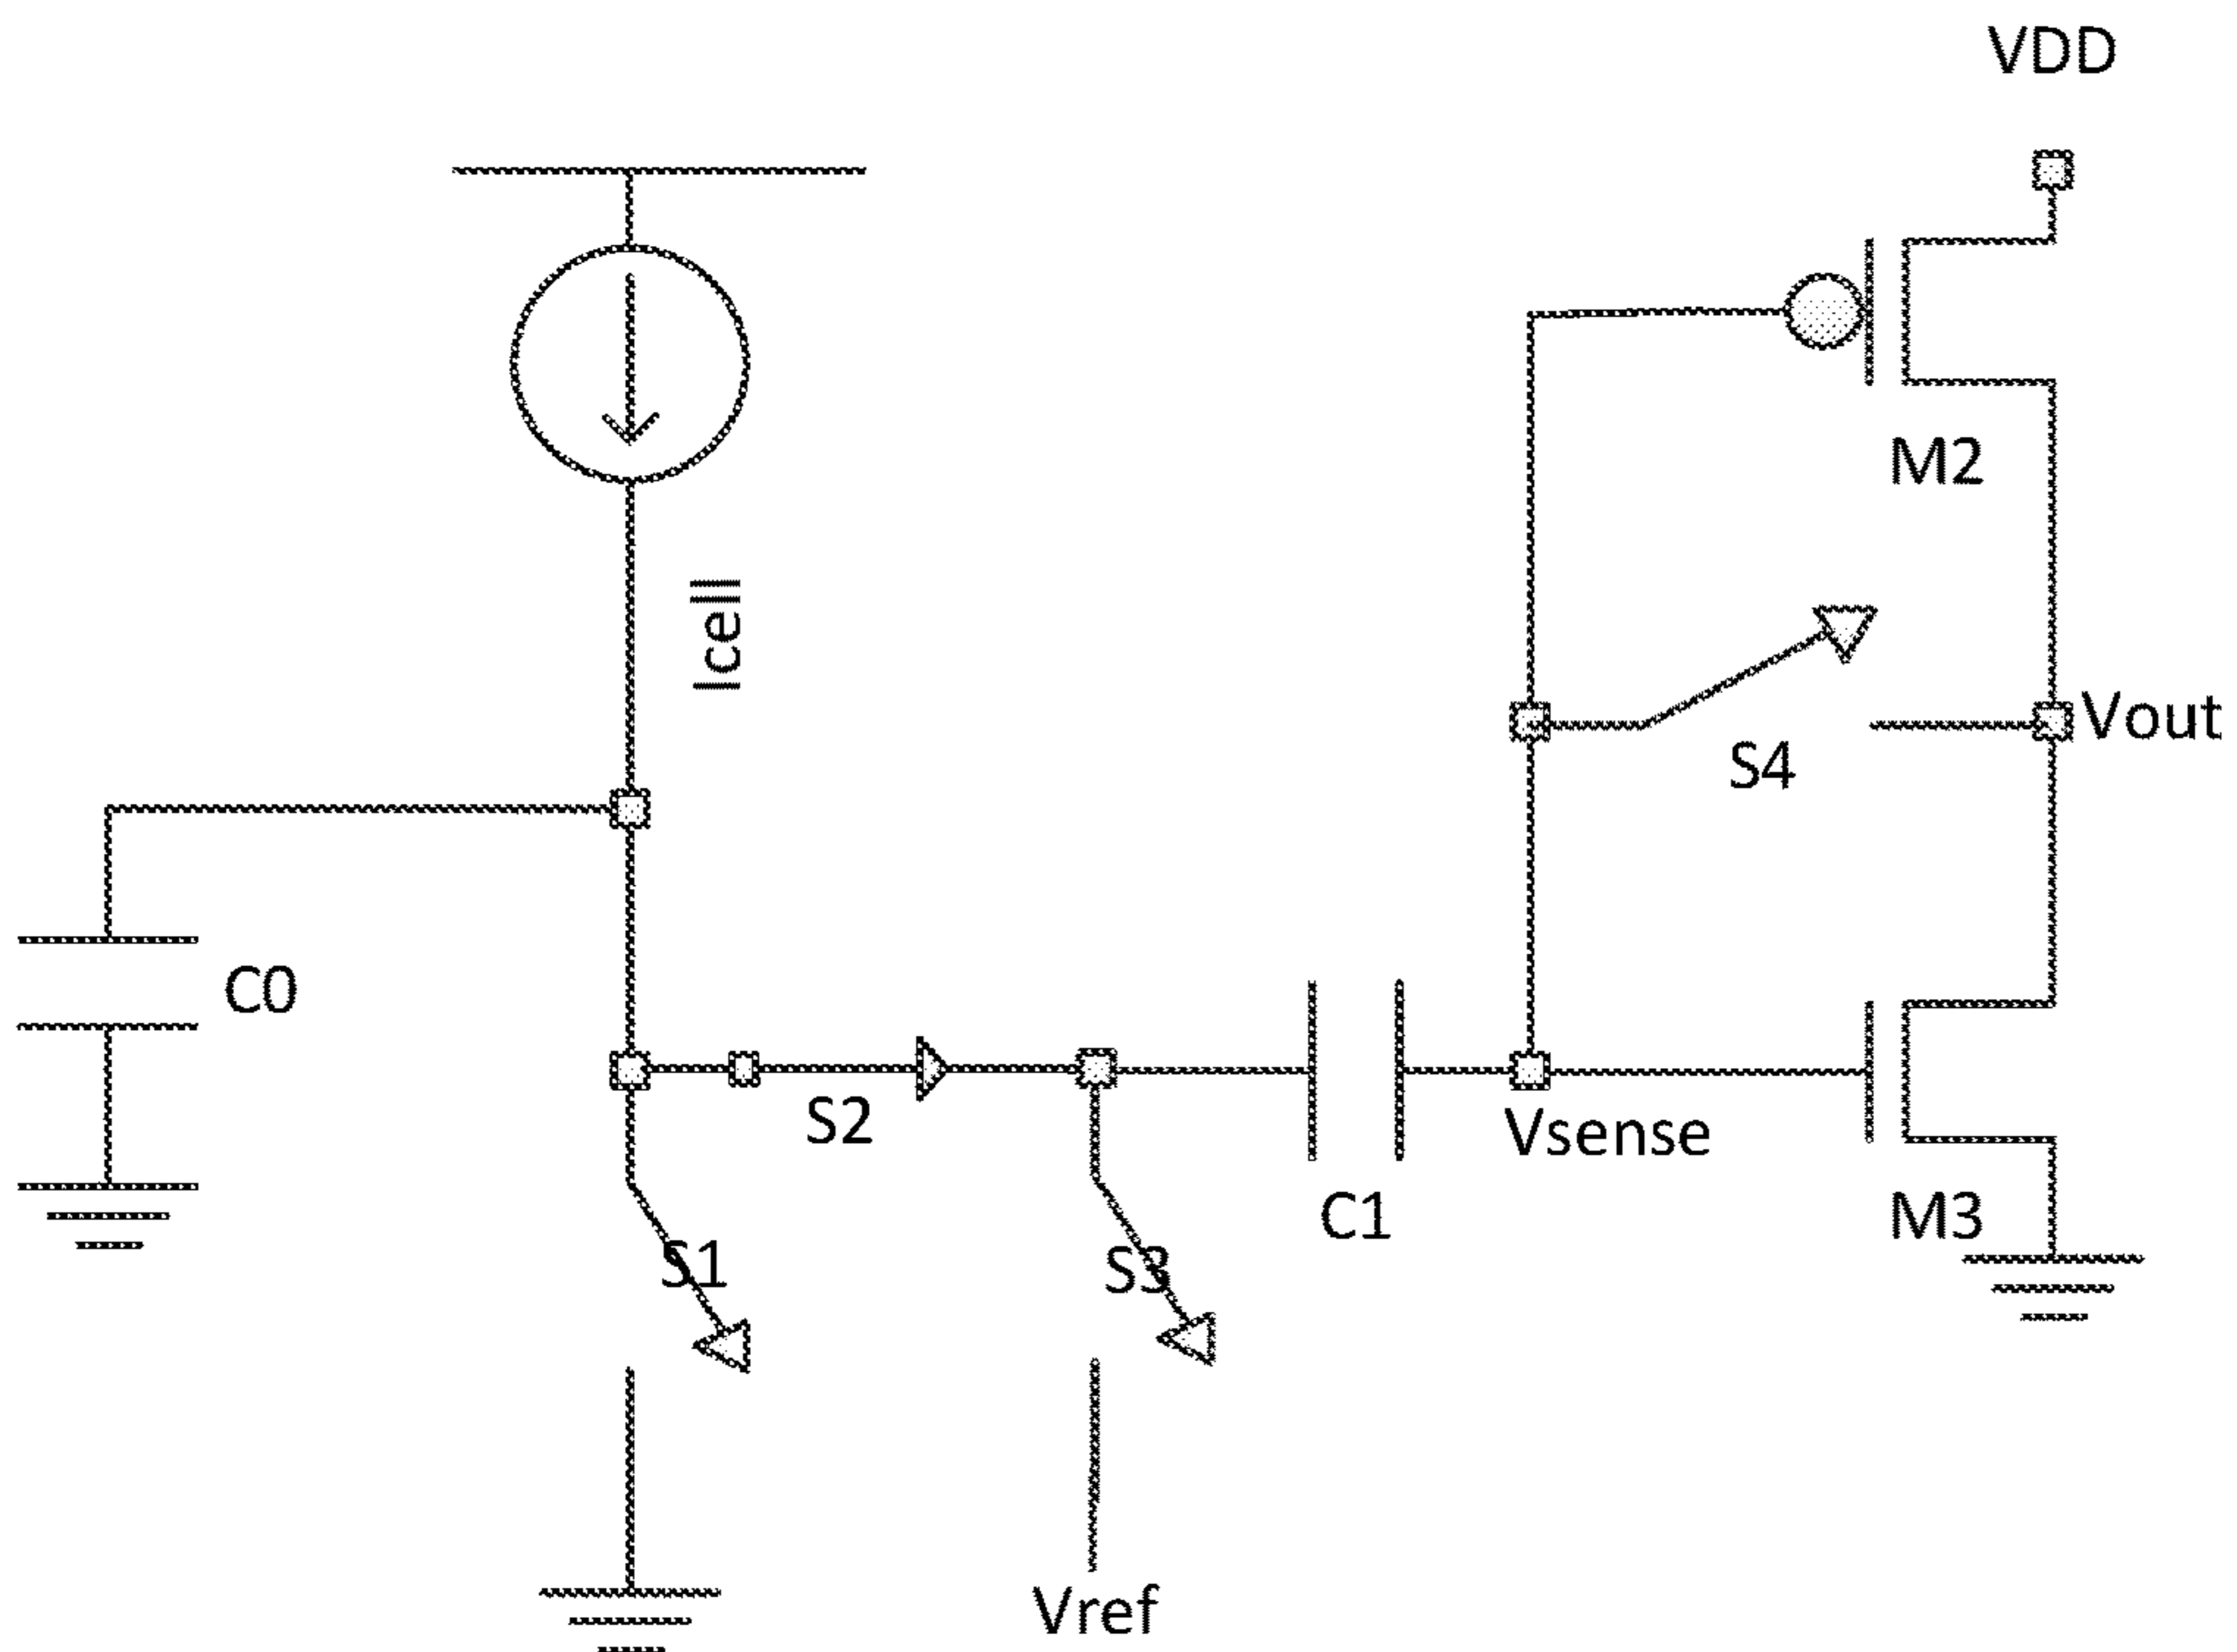 VDD
Icell
M2
Vout
S4
C0
S2
Vsense
C1
M3
S1
S3
Vref